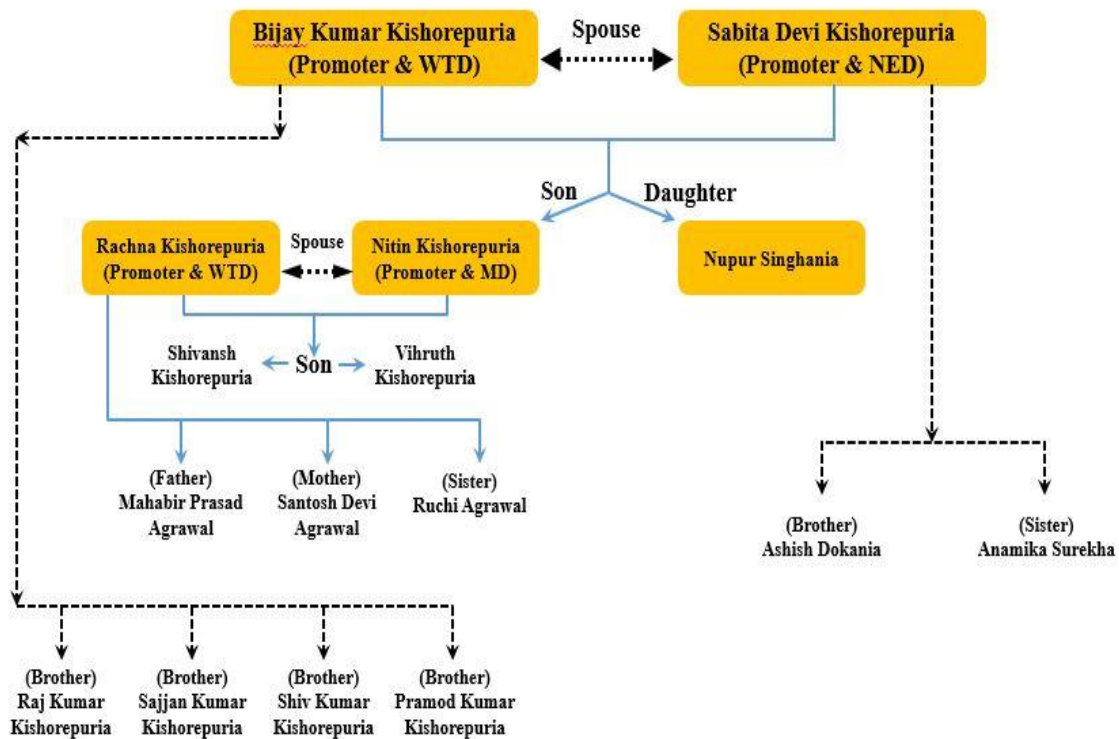 Bijay Kumar Kishorepuria
(Promoter & WTD)
Spouse
Sabita Devi Kishorepuria
(Promoter & NED)
Son
Daughter
Rachna Kishorepuria
(Promoter & WTD)
Spouse
Nitin Kishorepuria
(Promoter & MD)
Nupur Singhania
Shivansh
Kishorepuria
Son
Vihruth
Kishorepuria
(Father)
Mahabir Prasad
Agrawal
(Mother)
Santosh Devi
Agrawal
(Sister)
Ruchi Agrawal
(Brother)
Ashish Dokania
(Sister)
Anamika Surekha
(Brother)
Raj Kumar
Kishorepuria
(Brother)
Sajjan Kumar
Kishorepuria
(Brother)
Shiv Kumar
Kishorepuria
(Brother)
Pramod Kumar
Kishorepuria